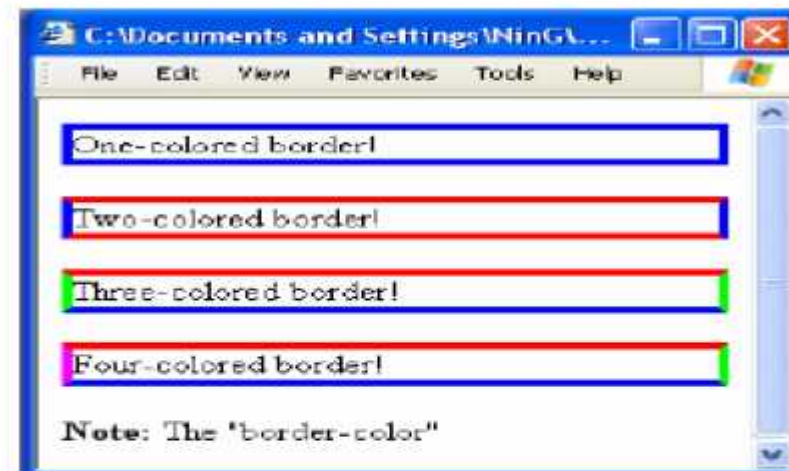 C:\Documents and Settings\NinG\...
File Edit View Favorites Tools Help
One-colored border!
Two-colored border!
Three-colored border!
Four-colored border!
Note: The "border-color"